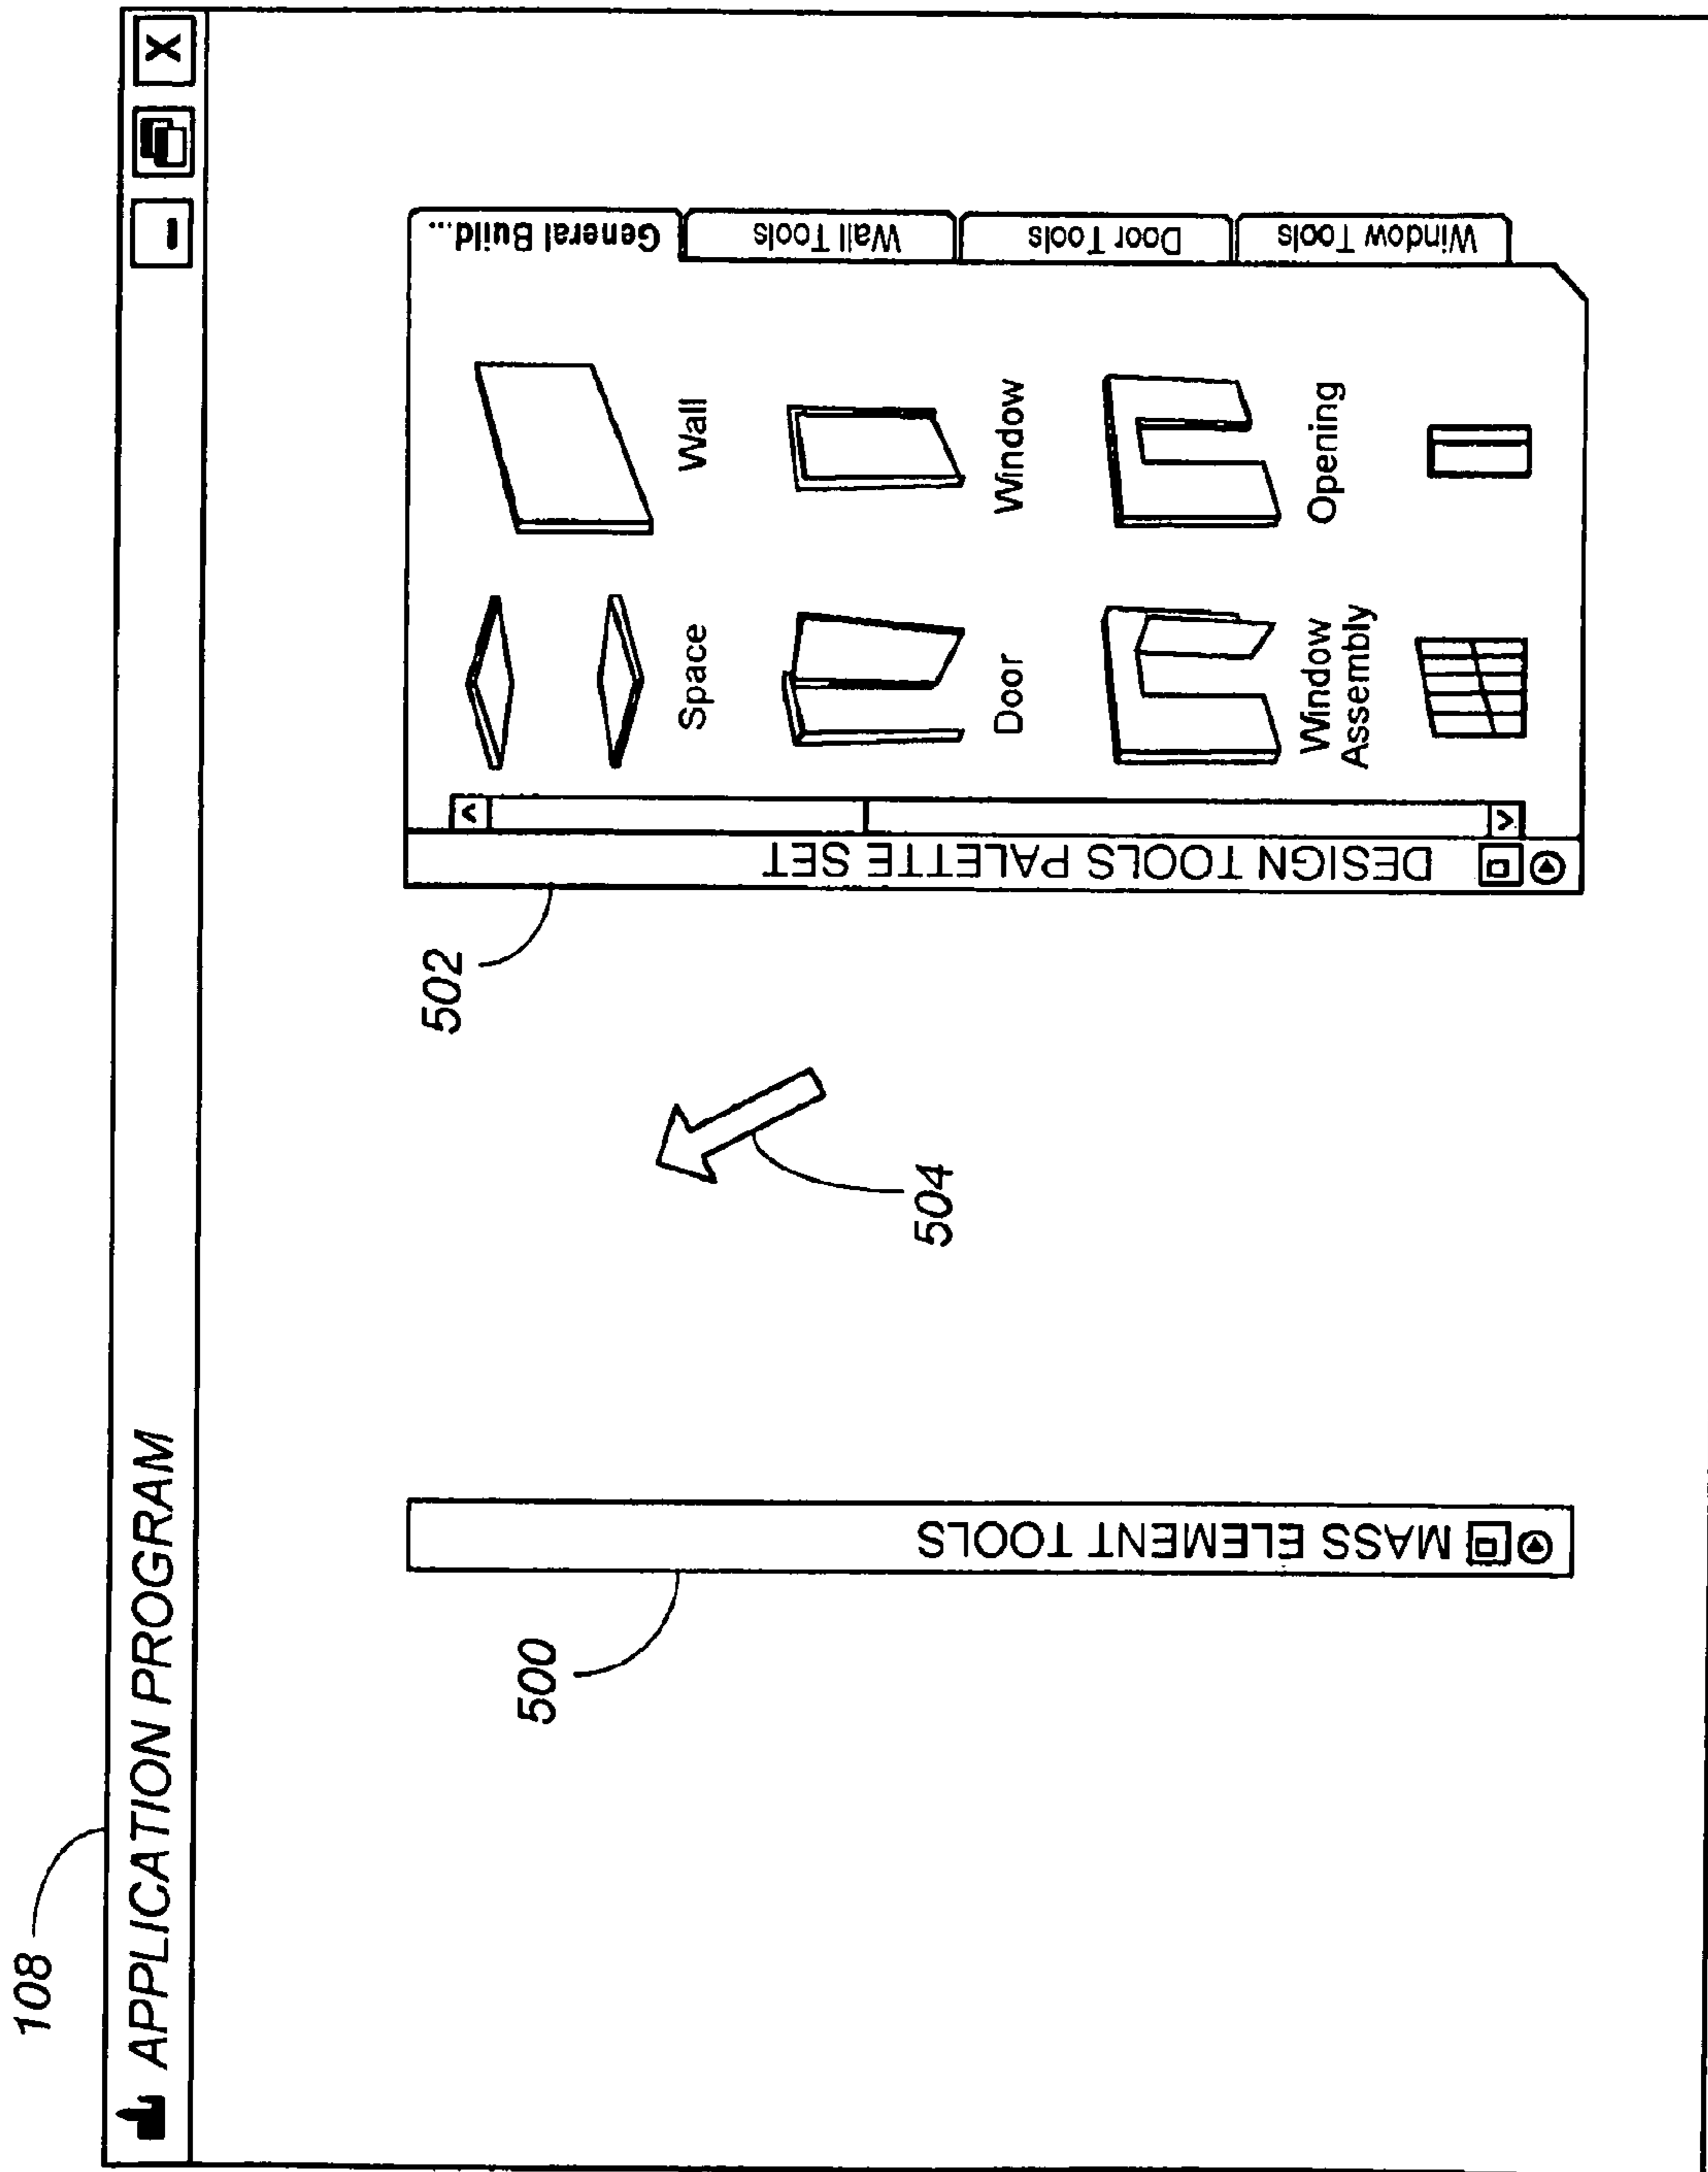 108
APPLICATION PROGRAM
X
500
MASS ELEMENT TOOLS
504
502
DESIGN TOOLS PALETTE SET
Space
Wall
Door
Window
Window
Assembly
Opening
General Build...
Wall Tools
Door Tools
Window Tools